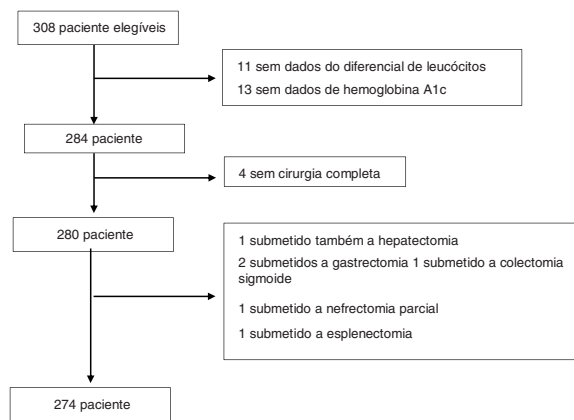 308 paciente elegíveis
11 sem dados do diferencial de leucócitos
13 sem dados de hemoglobina A1c
284 paciente
4 sem cirurgia completa
280 paciente
1 submetido também a hepatectomia
2 submetidos a gastrectomia 1 submetido a colectomia
sigmoide
1 submetido a nefrectomia parcial
1 submetido a esplenectomia
274 paciente